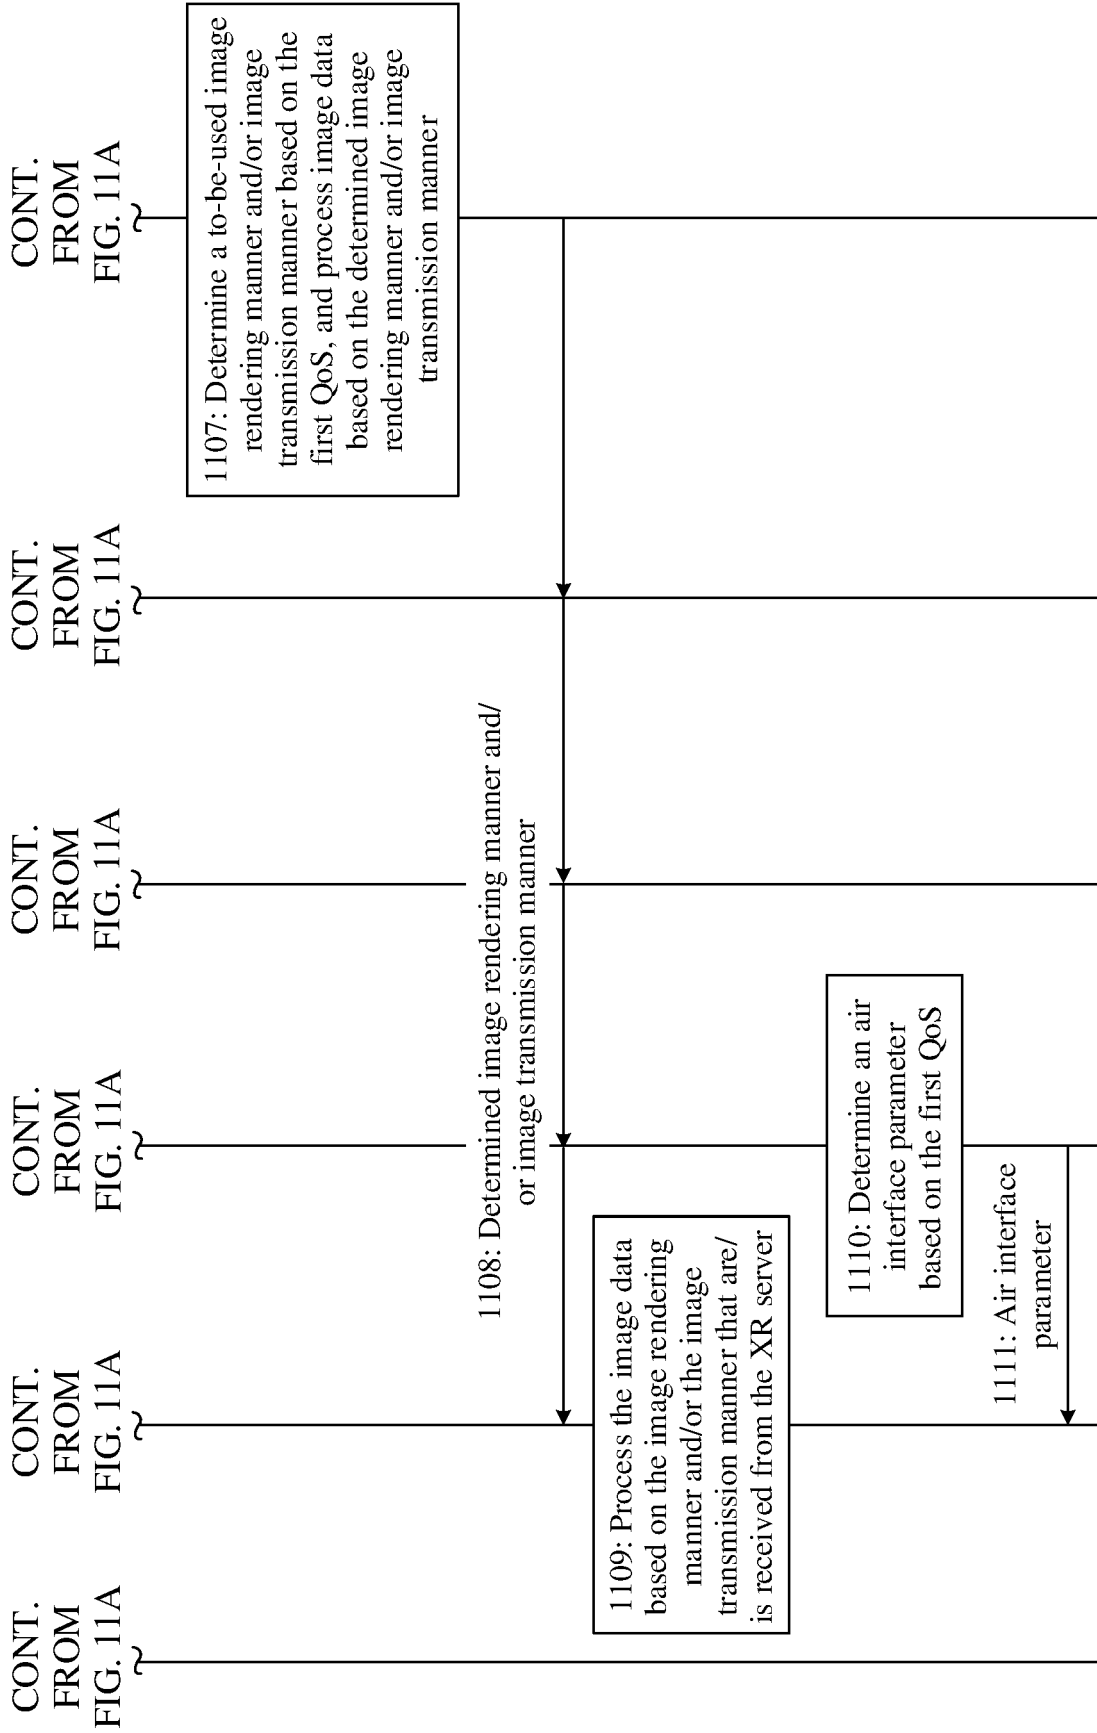 CONT.
FROM
FIG. 11A
CONT.
FROM
FIG. 11A
CONT.
FROM
FIG. 11A
CONT.
FROM
FIG. 11A
CONT.
FROM
FIG. 11A
CONT.
FROM
FIG. 11A
1107: Determine a to-be-used image
rendering manner and/or image
transmission manner based on the
first QoS, and process image data
based on the determined image
rendering manner and/or image
transmission manner
1108: Determined image rendering manner and/
or image transmission manner
1109: Process the image data
based on the image rendering
manner and/or the image
transmission manner that are/
is received from the XR server
1110: Determine an air
interface parameter
based on the first QoS
1111: Air interface
parameter